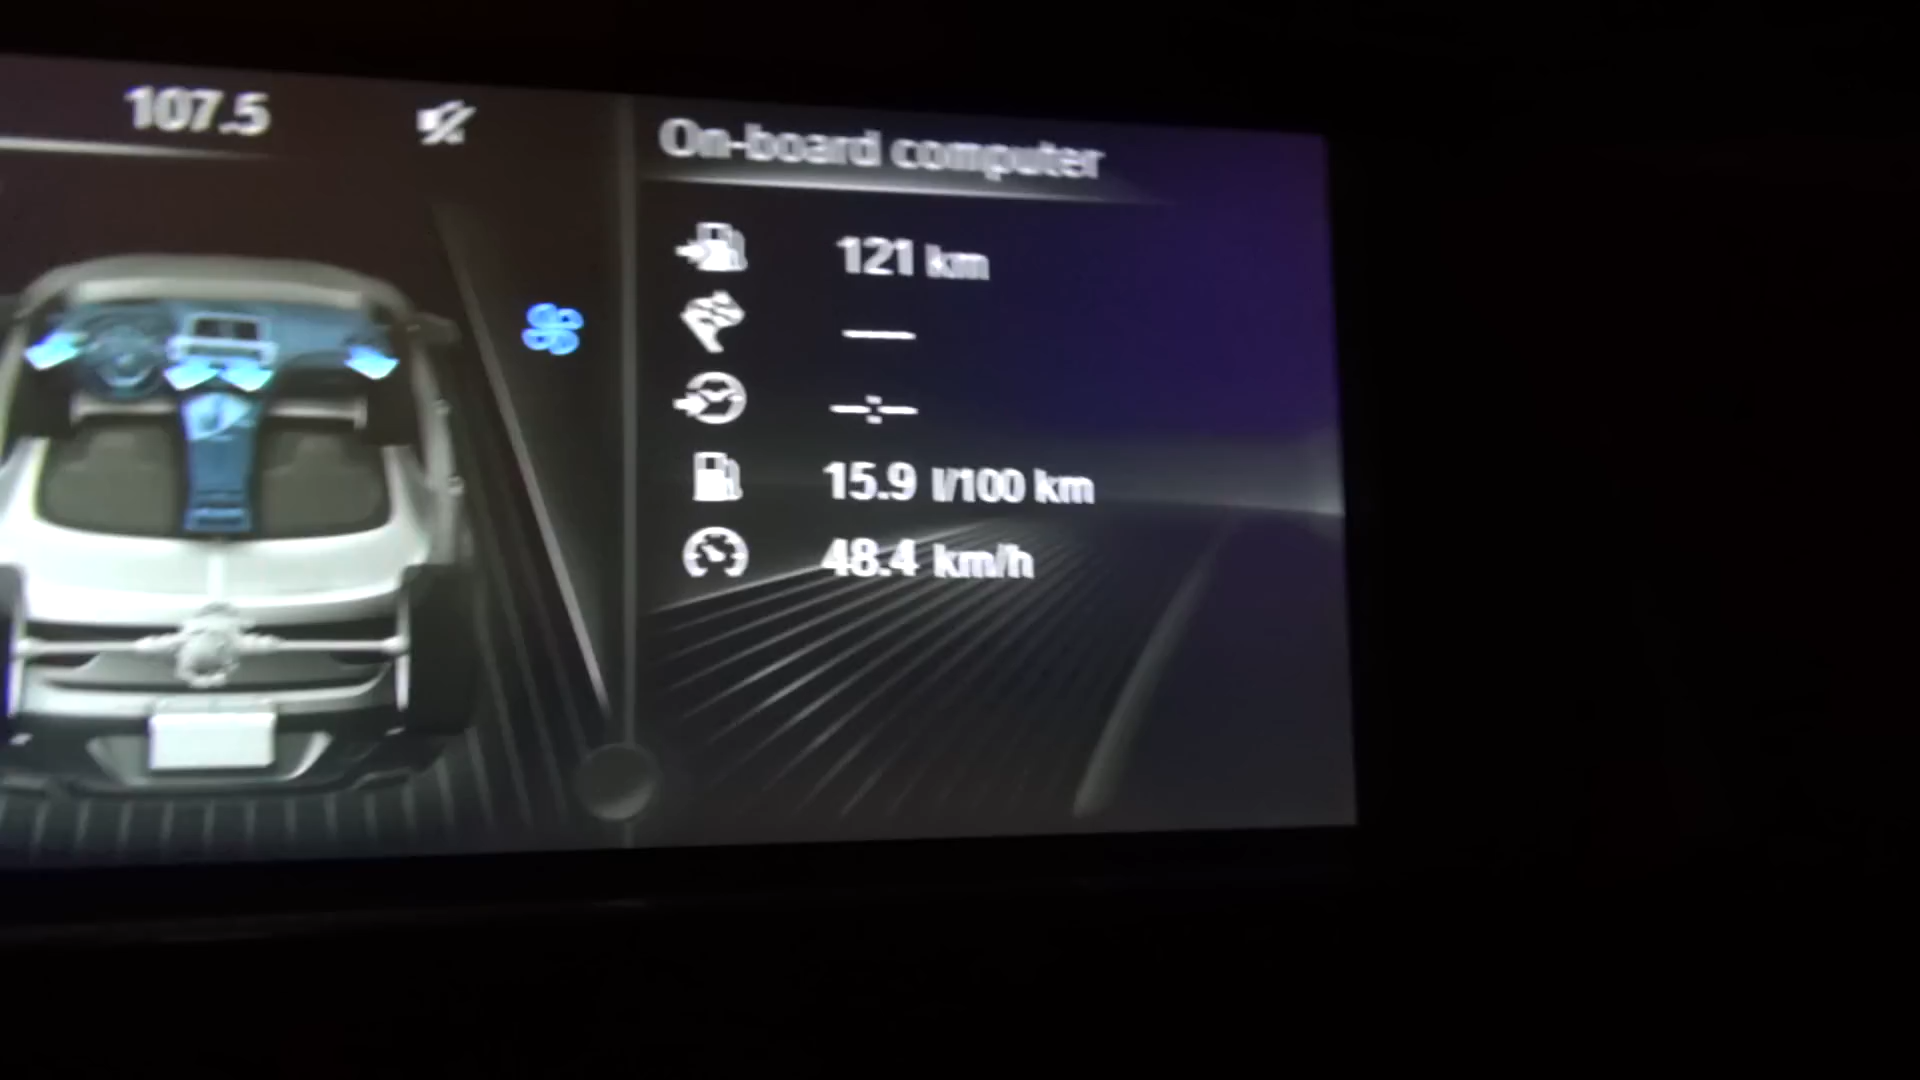 107.5
On-board computer
121 km
—
--:--
15.9 l/100 km
48.4 km/h